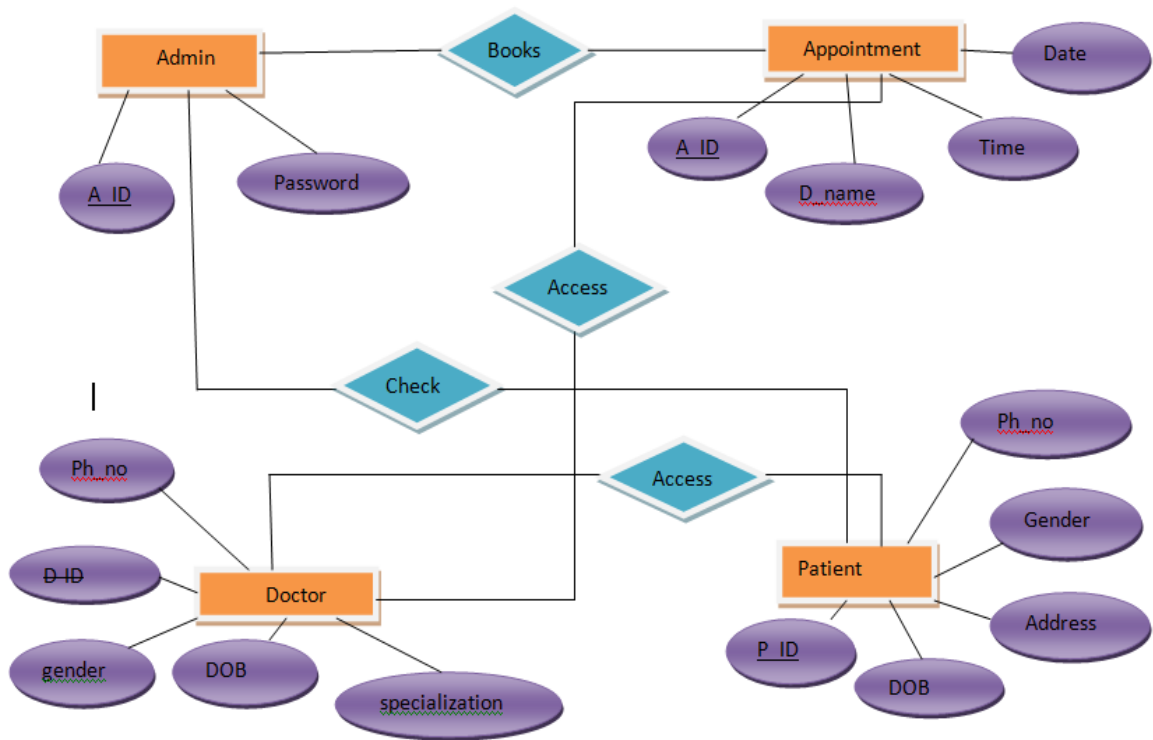 Admin
Books
Appointment
Date
A_ID
Password
A_ID
D_name
Time
Access
Check
Ph_no
Access
Ph_no
D-ID
Doctor
gender
DOB
specialization
Patient
Gender
Address
P_ID
DOB